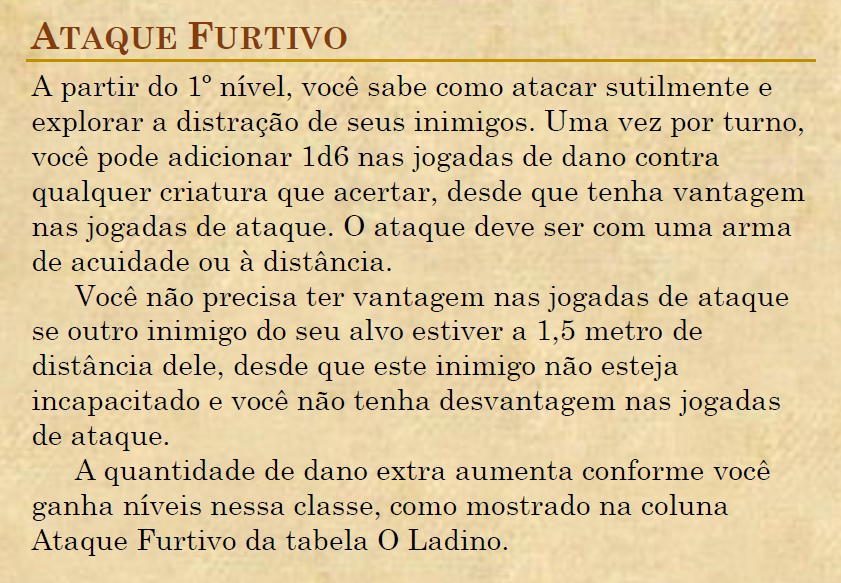 ATAQUE FURTIVO
A partir do 1º nível, você sabe como atacar sutilmente e
explorar a distração de seus inimigos. Uma vez por turno,
você pode adicionar 1d6 nas jogadas de dano contra
qualquer criatura que acertar, desde que tenha vantagem
nas jogadas de ataque. O ataque deve ser com uma arma
de acuidade ou à distância.
Você não precisa ter vantagem nas jogadas de ataque
se outro inimigo do seu alvo estiver a 1,5 metro de
distância dele, desde que este inimigo não esteja
incapacitado e você não tenha desvantagem nas jogadas
de ataque.
A quantidade de dano extra aumenta conforme você
ganha níveis nessa classe, como mostrado na coluna
Ataque Furtivo da tabela O Ladino.